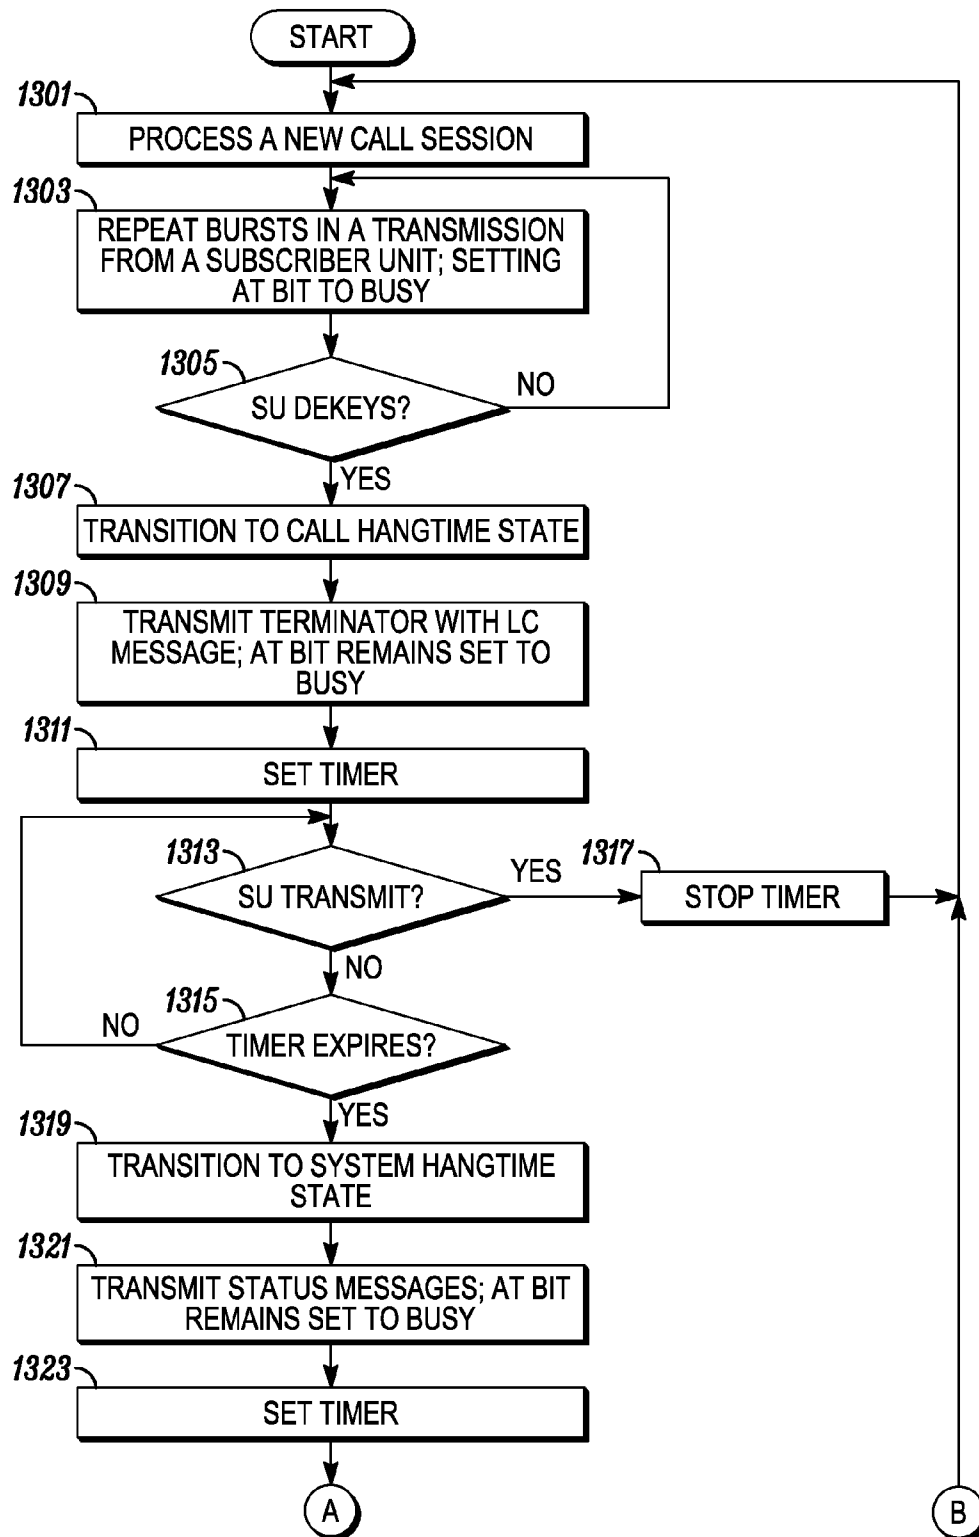 START
1301
PROCESS A NEW CALL SESSION
1303
REPEAT BURSTS IN A TRANSMISSION
FROM A SUBSCRIBER UNIT; SETTING
AT BIT TO BUSY
1305
SU DEKEYS?
NO
YES
1307
TRANSITION TO CALL HANGTIME STATE
1309
TRANSMIT TERMINATOR WITH LC
MESSAGE; AT BIT REMAINS SET TO
BUSY
1311
SET TIMER
1313
SU TRANSMIT?
YES
1317
STOP TIMER
NO
1315
TIMER EXPIRES?
NO
YES
1319
TRANSITION TO SYSTEM HANGTIME
STATE
1321
TRANSMIT STATUS MESSAGES; AT BIT
REMAINS SET TO BUSY
1323
SET TIMER
A
B